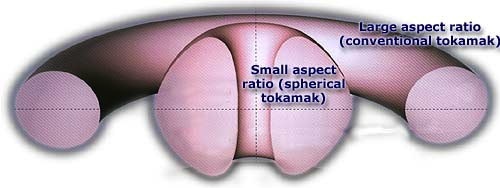 Large aspect ratio
(conventional tokamak)
Small aspect
ratio (spherical
tokamak)